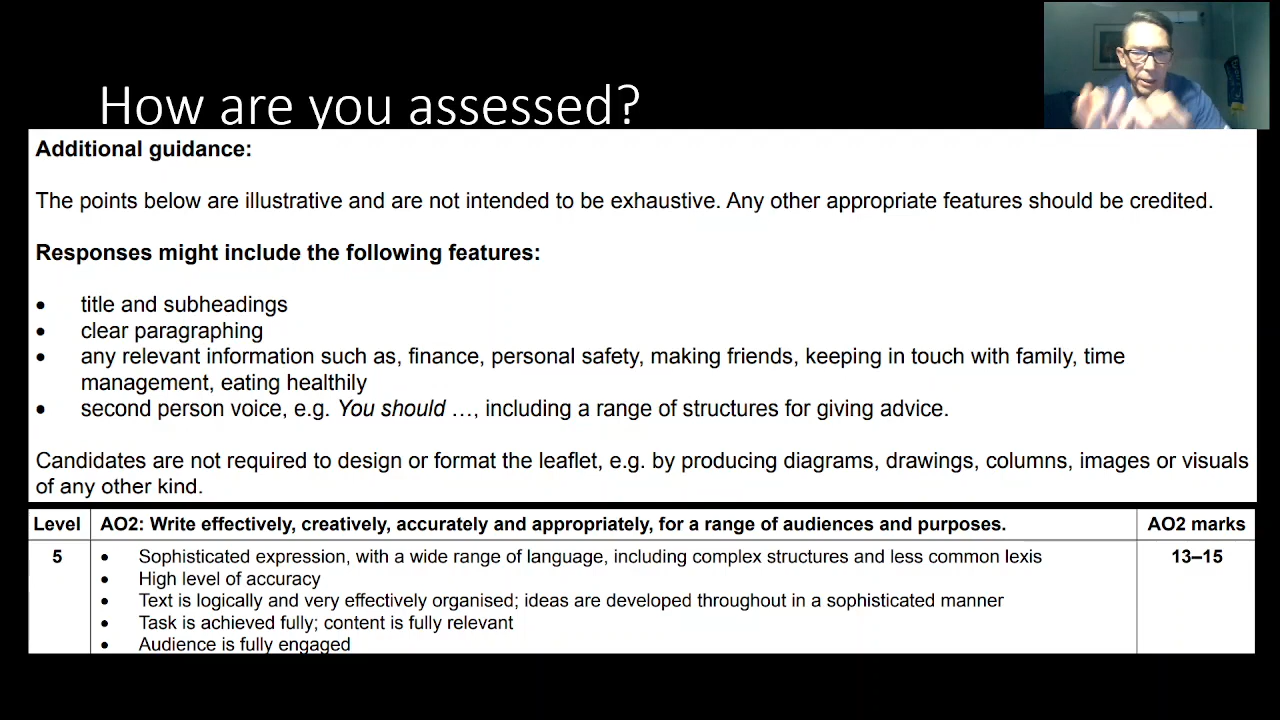 How are you assessed?
Additional guidance:
The points below are illustrative and are not intended to be exhaustive. Any other appropriate features should be credited.
Responses might include the following features:
• title and subheadings
• clear paragraphing
• any relevant information such as, finance, personal safety, making friends, keeping in touch with family, time
management, eating healthily
• second person voice, e.g. You should …, including a range of structures for giving advice.
Candidates are not required to design or format the leaflet, e.g. by producing diagrams, drawings, columns, images or visuals
of any other kind.
Level AO2: Write effectively, creatively, accurately and appropriately, for a range of audiences and purposes. AO2 marks
5 • Sophisticated expression, with a wide range of language, including complex structures and less common lexis 13–15
• High level of accuracy
• Text is logically and very effectively organised; ideas are developed throughout in a sophisticated manner
• Task is achieved fully; content is fully relevant
• Audience is fully engaged